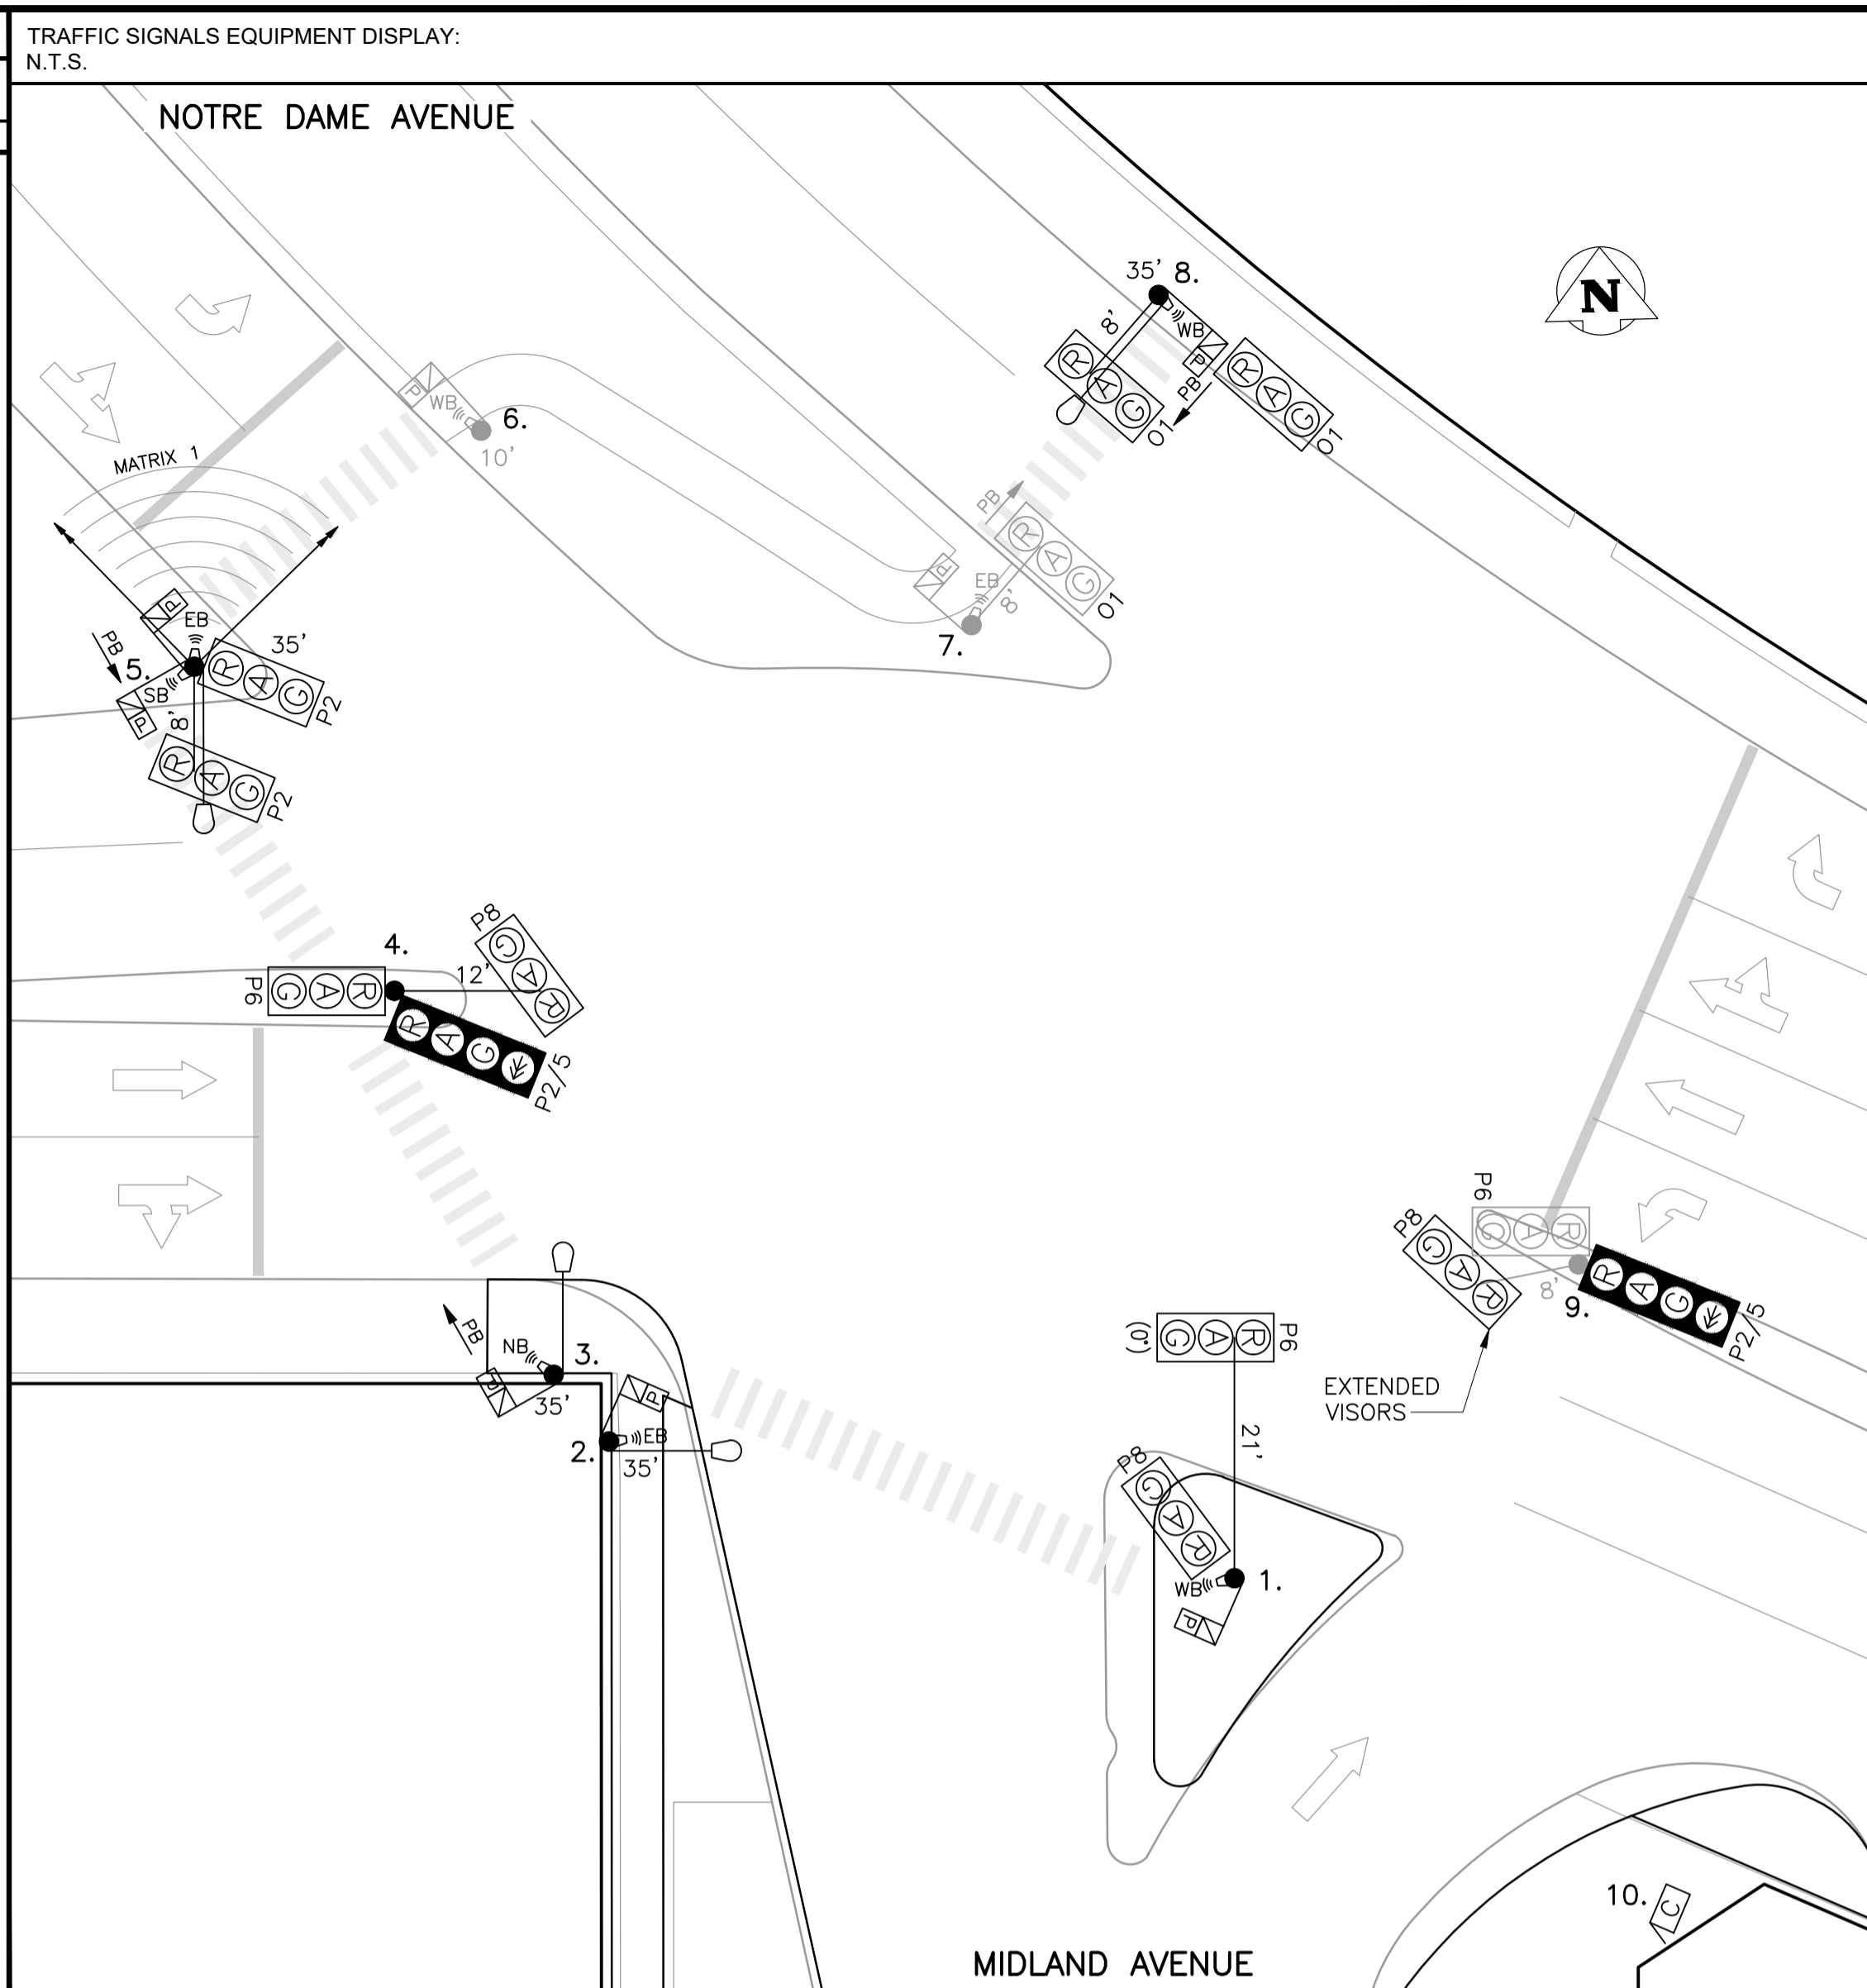 TRAFFIC SIGNALS EQUIPMENT DISPLAY:
N.T.S.
NOTRE DAME AVENUE
N
35' 8.
8'
WB
P
R A G
O1
R A G
O1
PB
P
WB
6.
10'
MATRIX 1
PB
R A G
O1
P
EB
8'
7.
P
EB
35'
PB
5.
R A G
P2
SB
P
8'
R A G
P2
4.
12'
P8
G A R
P6
G A R
R A G
P2/5
P6
G A R
P8
G A R
8'
9.
R A G
P2/5
EXTENDED
VISORS
PB
NB
3.
P
35'
P
2.
EB
35'
(0')
G A R
P6
21'
P8
G A R
WB
1.
P
10.
C
MIDLAND AVENUE